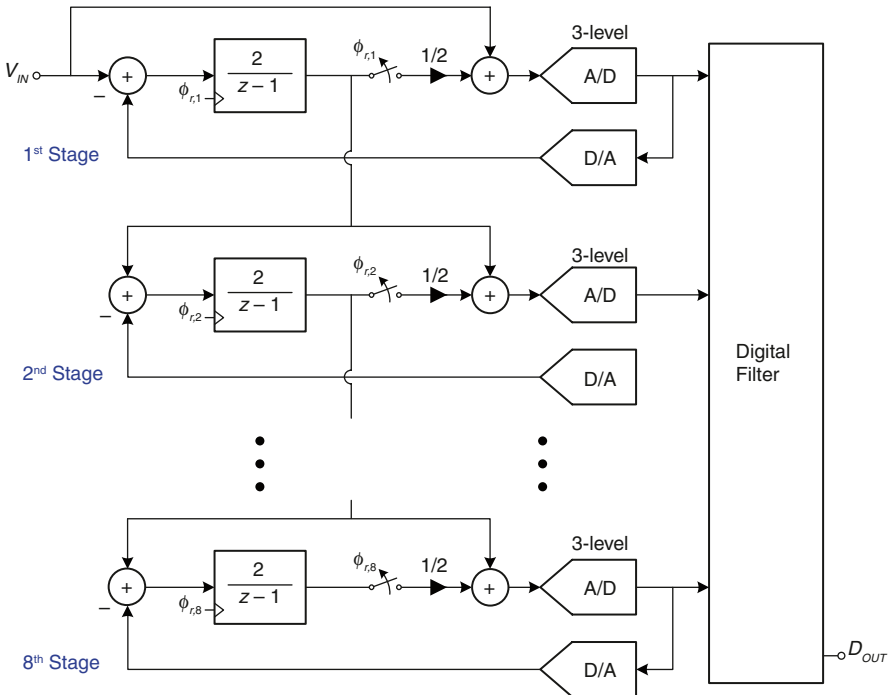 V_IN
+
−
2
z − 1
ϕ_r,1
ϕ_r,1
1/2
+
3-level
A/D
D/A
1st Stage
+
−
2
z − 1
ϕ_r,2
ϕ_r,2
1/2
+
3-level
A/D
D/A
2nd Stage
Digital
Filter
+
−
2
z − 1
ϕ_r,8
ϕ_r,8
1/2
+
3-level
A/D
D/A
8th Stage
D_OUT